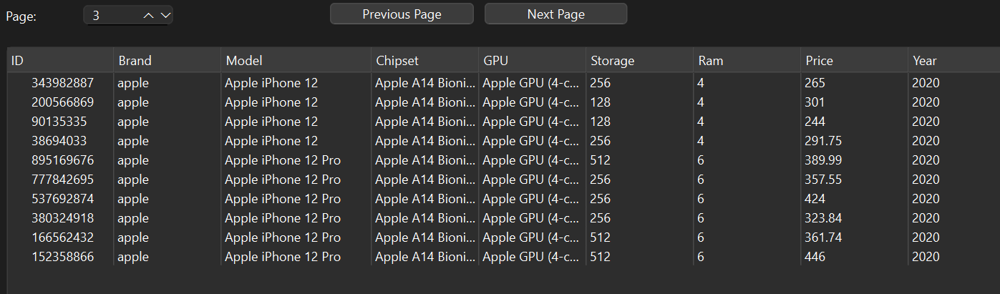 Page: 3 Previous Page Next Page
ID Brand Model Chipset GPU Storage Ram Price Year
343982887 apple Apple iPhone 12 Apple A14 Bioni... Apple GPU (4-c... 256 4 265 2020
200566869 apple Apple iPhone 12 Apple A14 Bioni... Apple GPU (4-c... 128 4 301 2020
90135335 apple Apple iPhone 12 Apple A14 Bioni... Apple GPU (4-c... 128 4 244 2020
38694033 apple Apple iPhone 12 Apple A14 Bioni... Apple GPU (4-c... 256 4 291.75 2020
895169676 apple Apple iPhone 12 Pro Apple A14 Bioni... Apple GPU (4-c... 512 6 389.99 2020
777842695 apple Apple iPhone 12 Pro Apple A14 Bioni... Apple GPU (4-c... 256 6 357.55 2020
537692874 apple Apple iPhone 12 Pro Apple A14 Bioni... Apple GPU (4-c... 256 6 424 2020
380324918 apple Apple iPhone 12 Pro Apple A14 Bioni... Apple GPU (4-c... 256 6 323.84 2020
166562432 apple Apple iPhone 12 Pro Apple A14 Bioni... Apple GPU (4-c... 512 6 361.74 2020
152358866 apple Apple iPhone 12 Pro Apple A14 Bioni... Apple GPU (4-c... 512 6 446 2020